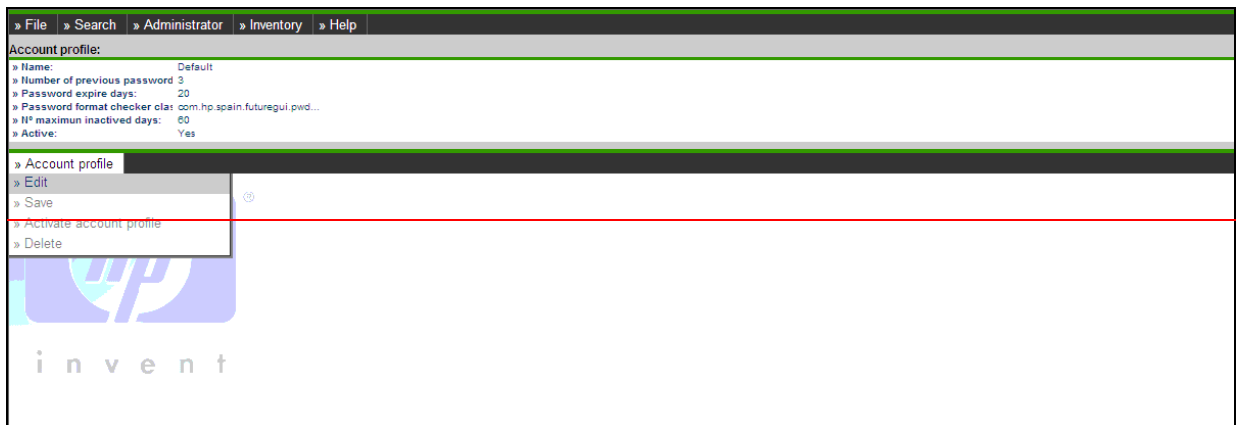 » File » Search » Administrator » Inventory » Help
Account profile:
» Name: Default
» Number of previous password 3
» Password expire days: 20
» Password format checker clas com.hp.spain.futuregui.pwd...
» Nº maximun inactived days: 60
» Active: Yes
» Account profile
» Edit
» Save
» Activate account profile
» Delete
®
hp
invent